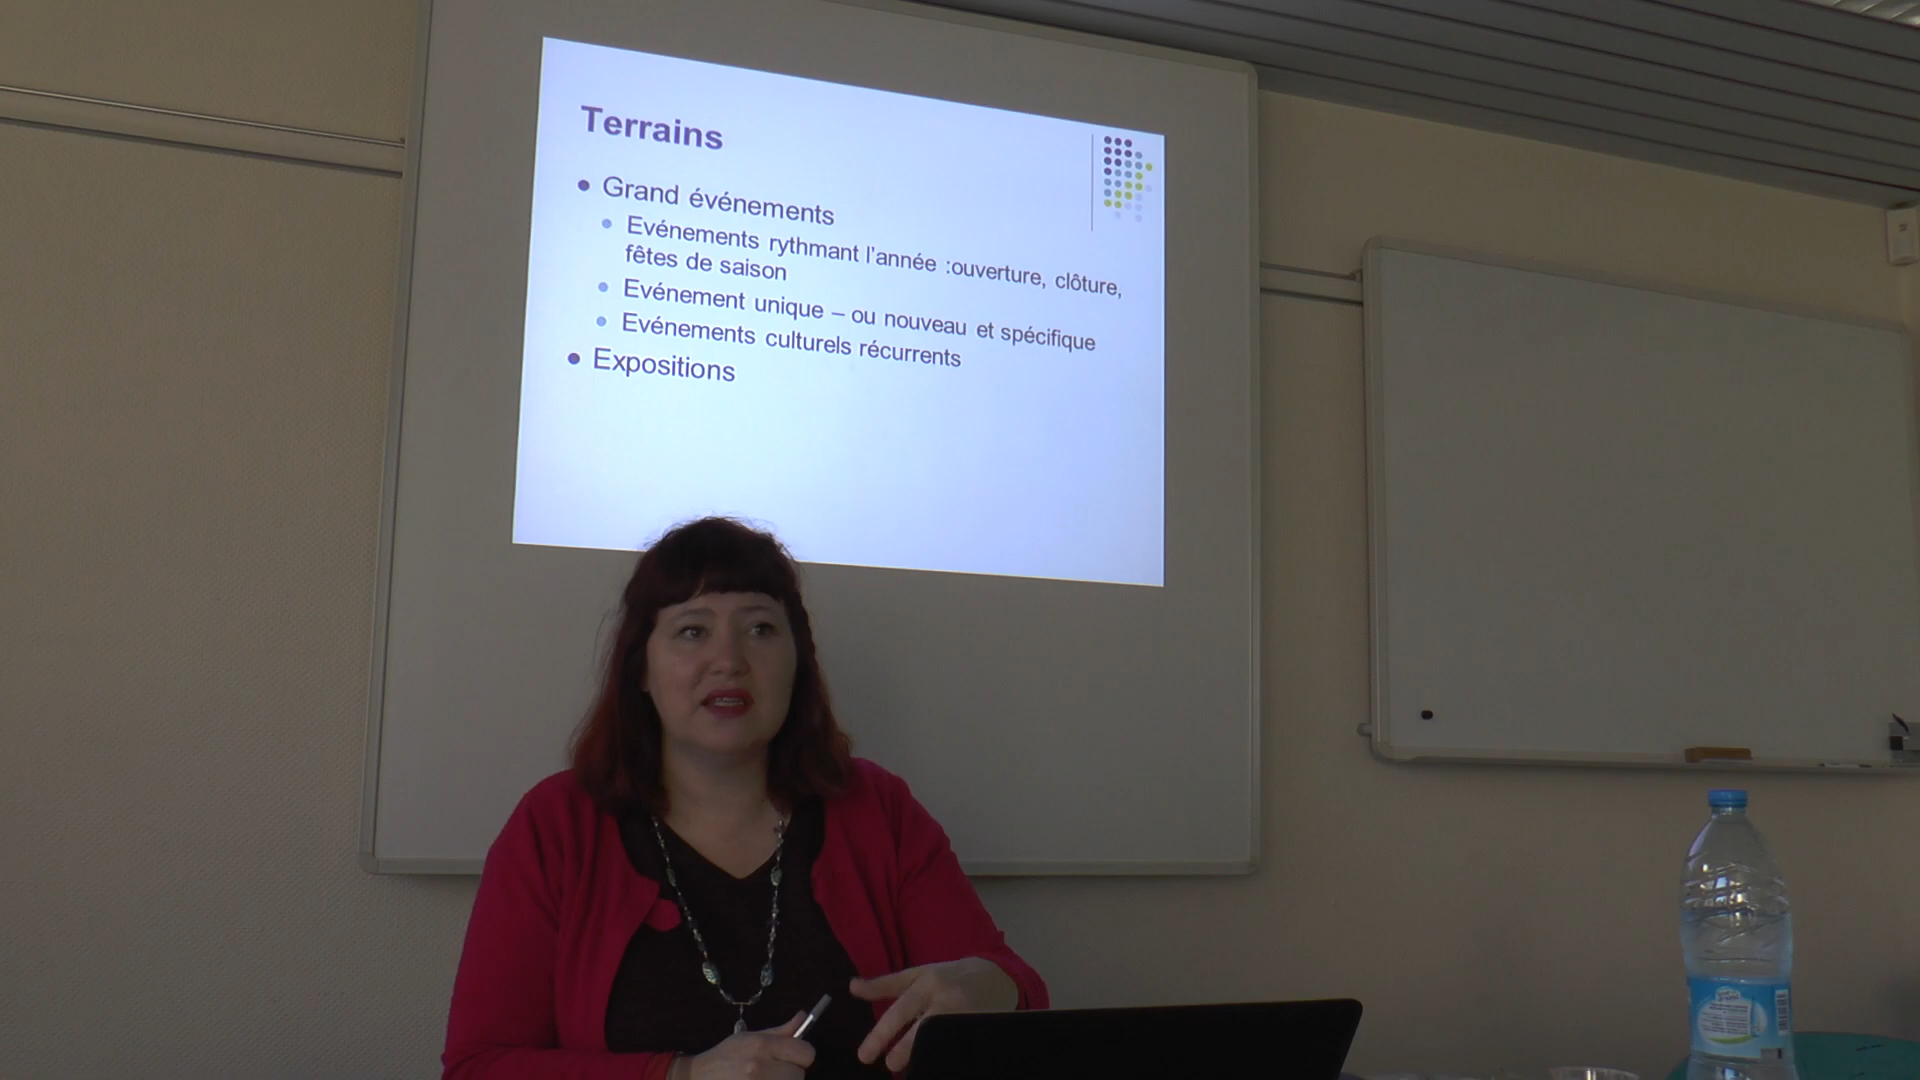 Terrains
Grand événements
Evénements rythmant l'année :ouverture, clôture,
fêtes de saison
Evénement unique – ou nouveau et spécifique
Evénements culturels récurrents
Expositions